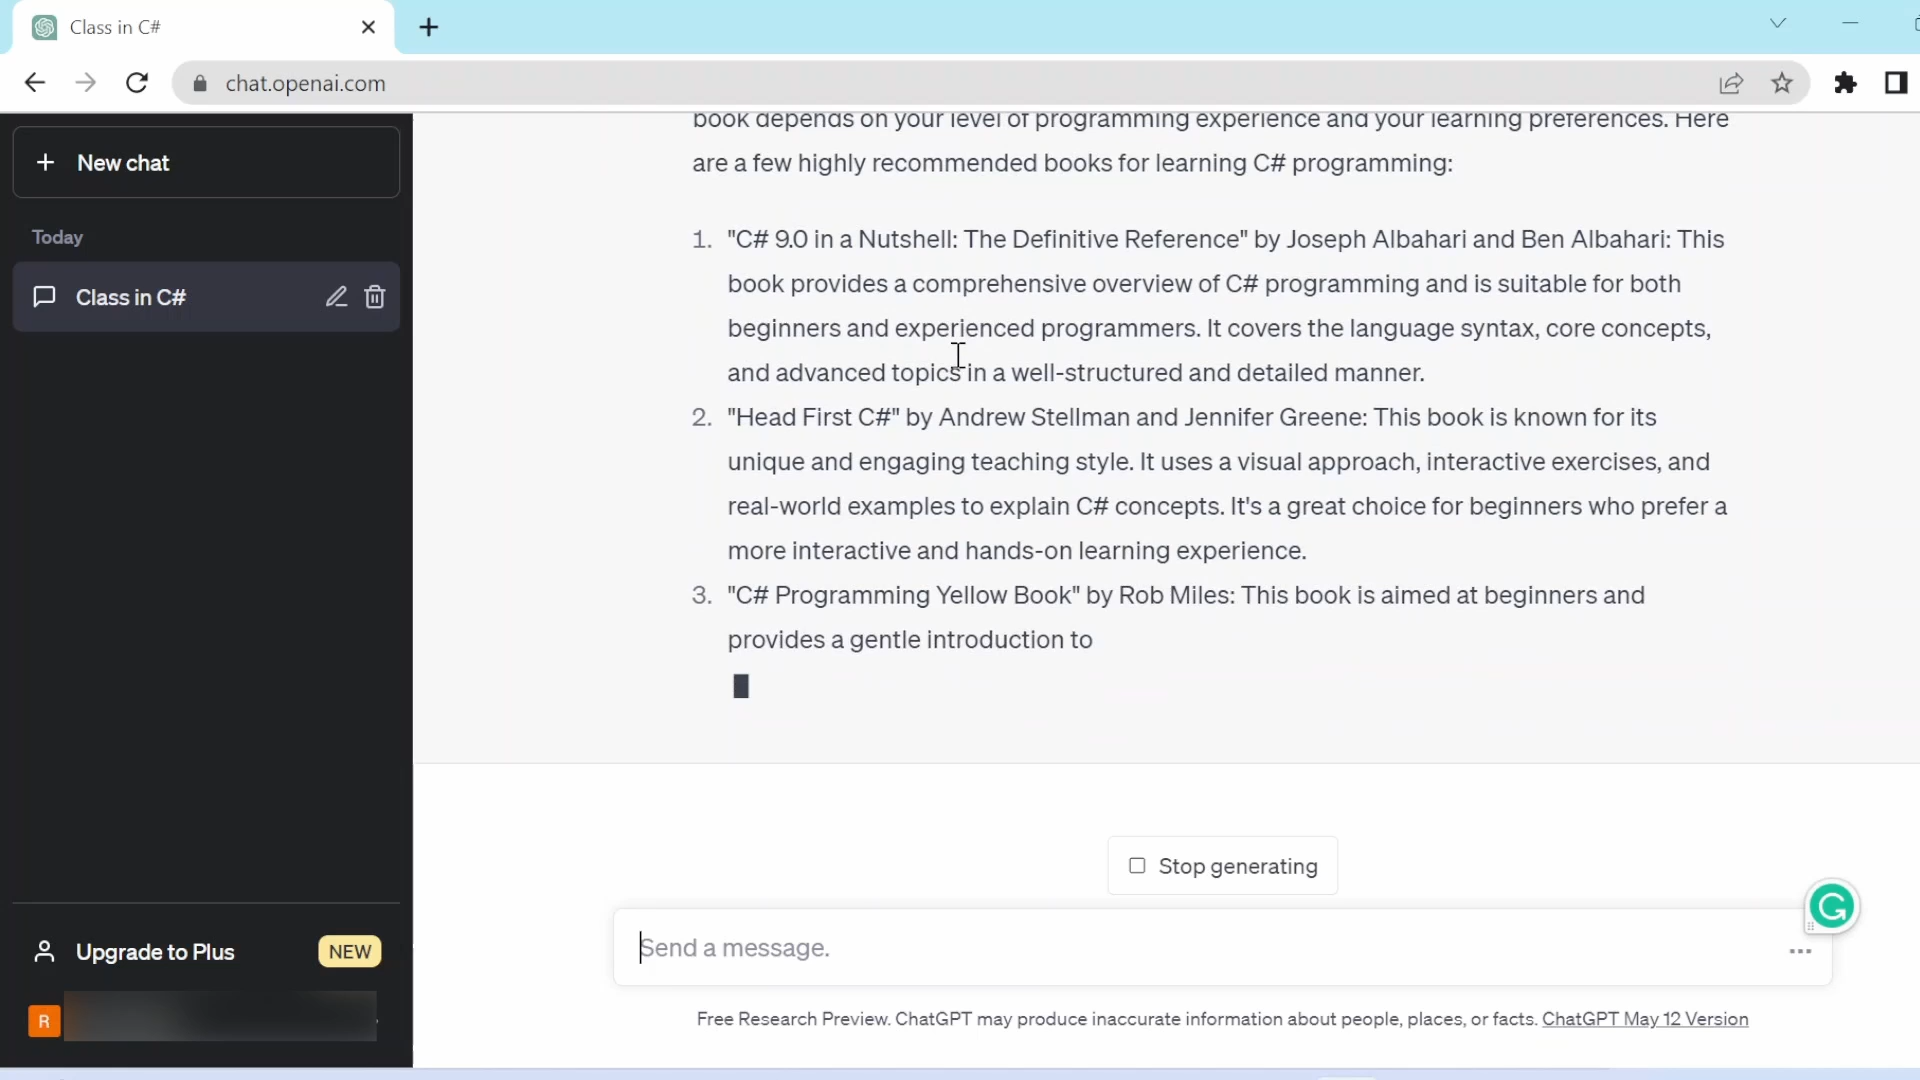 Class in C#
chat.openai.com
New chat
Today
Class in C#
Upgrade to Plus NEW
R
book depends on your level of programming experience and your learning preferences. Here
are a few highly recommended books for learning C# programming:
1. "C# 9.0 in a Nutshell: The Definitive Reference" by Joseph Albahari and Ben Albahari: This
book provides a comprehensive overview of C# programming and is suitable for both
beginners and experienced programmers. It covers the language syntax, core concepts,
and advanced topics in a well-structured and detailed manner.
2. "Head First C#" by Andrew Stellman and Jennifer Greene: This book is known for its
unique and engaging teaching style. It uses a visual approach, interactive exercises, and
real-world examples to explain C# concepts. It's a great choice for beginners who prefer a
more interactive and hands-on learning experience.
3. "C# Programming Yellow Book" by Rob Miles: This book is aimed at beginners and
provides a gentle introduction to
Stop generating
Send a message.
Free Research Preview. ChatGPT may produce inaccurate information about people, places, or facts. ChatGPT May 12 Version